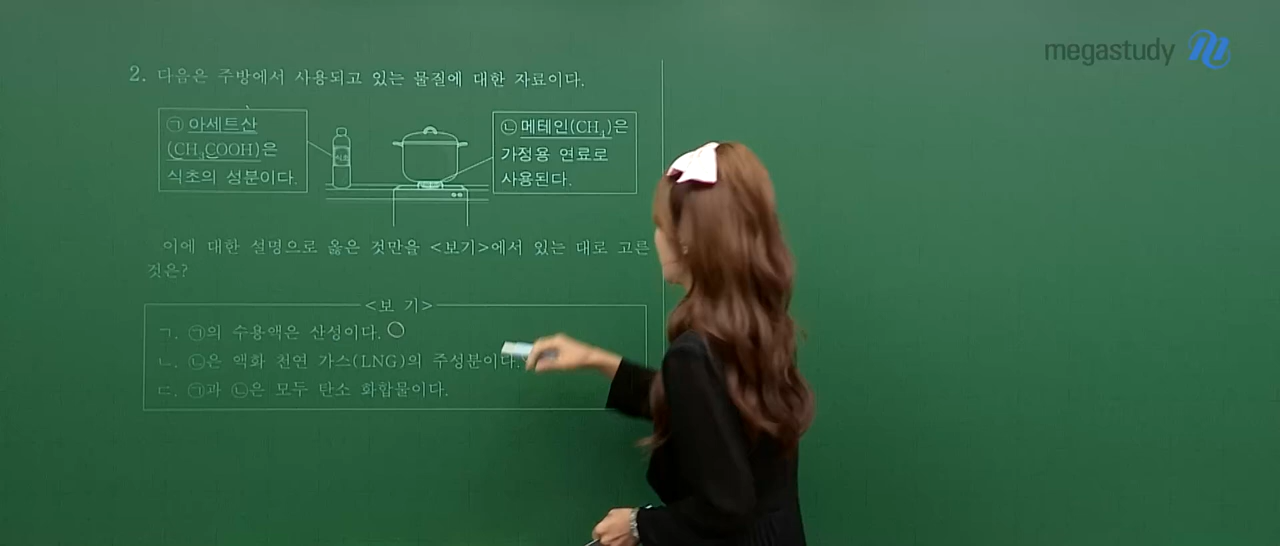 megastudy
2. 다음은 주방에서 사용되고 있는 물질에 대한 자료이다.
㉠ 아세트산
(CH₃COOH)은
식초의 성분이다.
식초
㉡ 메테인(CH₄)은
가정용 연료로
사용된다.
이에 대한 설명으로 옳은 것만을 <보기>에서 있는 대로 고른
것은?
<보 기>
ㄱ. ㉠의 수용액은 산성이다. ○
ㄴ. ㉡은 액화 천연 가스(LNG)의 주성분이다.
ㄷ. ㉠과 ㉡은 모두 탄소 화합물이다.